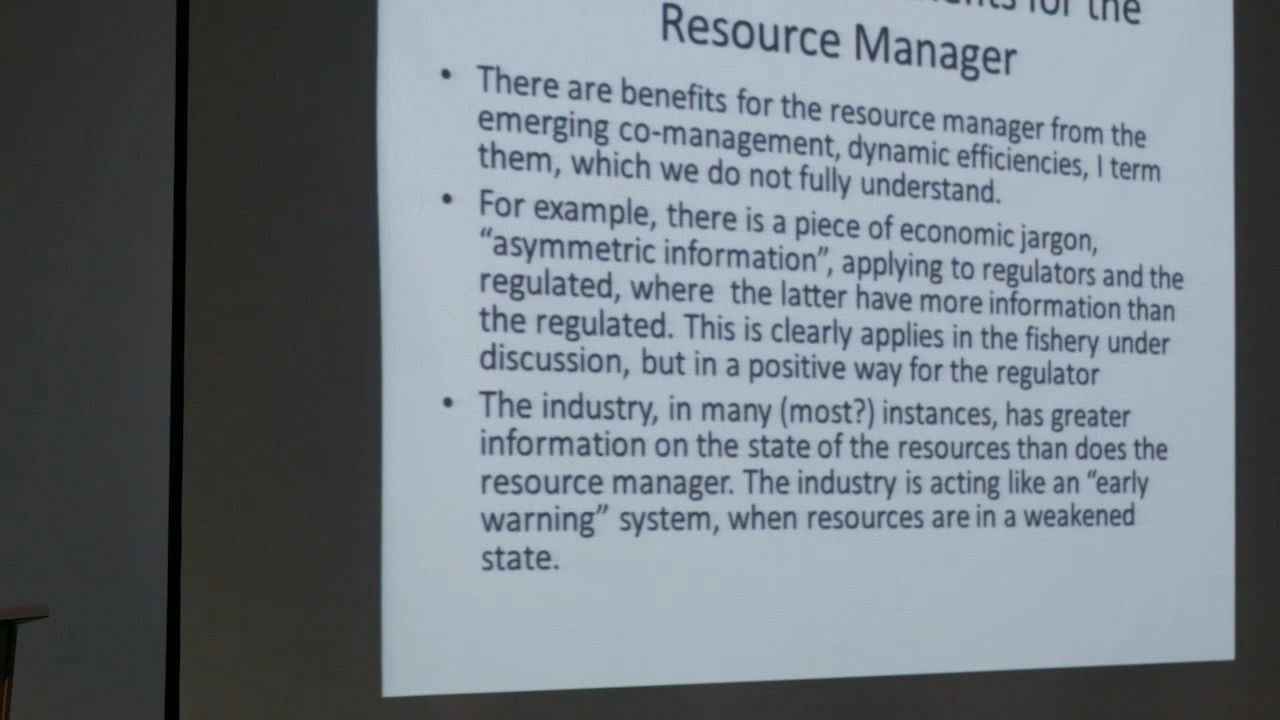 for the
Resource Manager
• There are benefits for the resource manager from the
emerging co-management, dynamic efficiencies, I term
them, which we do not fully understand.
• For example, there is a piece of economic jargon,
“asymmetric information”, applying to regulators and the
regulated, where the latter have more information than
the regulated. This is clearly applies in the fishery under
discussion, but in a positive way for the regulator
• The industry, in many (most?) instances, has greater
information on the state of the resources than does the
resource manager. The industry is acting like an “early
warning” system, when resources are in a weakened
state.